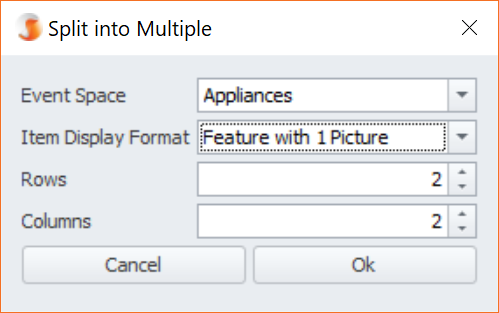 Split into Multiple
Event Space Appliances
Item Display Format Feature with 1 Picture
Rows 2
Columns 2
Cancel Ok